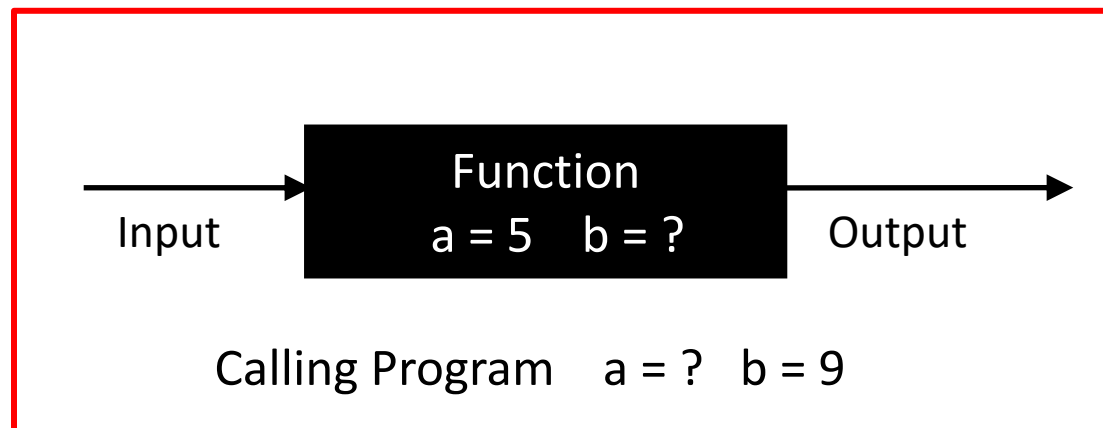 Function
Input
a = 5 b = ?
Output
Calling Program a = ? b = 9